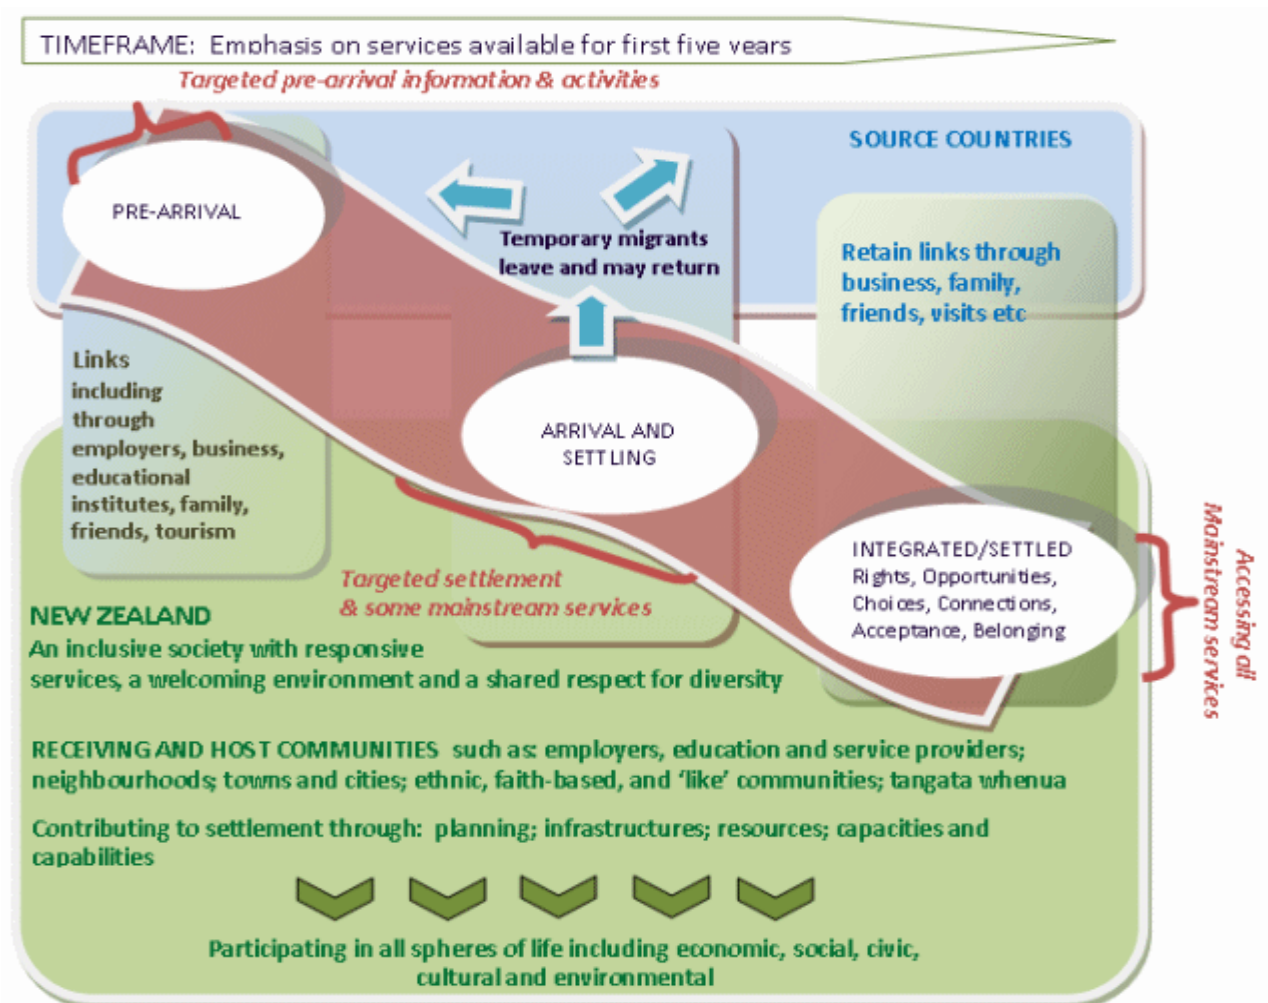 TIMEFRAME: Emphasis on services available for first five years
Targeted pre-arrival information & activities
SOURCE COUNTRIES
PRE-ARRIVAL
Temporary migrants
leave and may return
Retain links through
business, family,
friends, visits etc
Links
including
through
employers, business,
educational
institutes, family,
friends, tourism
ARRIVAL AND
SETTLING
INTEGRATED/SETTLED
Rights, Opportunities,
Choices, Connections,
Acceptance, Belonging
Accessing all
Mainstream services
Targeted settlement
& some mainstream services
NEW ZEALAND
An inclusive society with responsive
services, a welcoming environment and a shared respect for diversity
RECEIVING AND HOST COMMUNITIES such as: employers, education and service providers;
neighbourhoods; towns and cities; ethnic, faith-based, and ‘like’ communities; tangata whenua
Contributing to settlement through: planning; infrastructures; resources; capacities and
capabilities
Participating in all spheres of life including economic, social, civic,
cultural and environmental